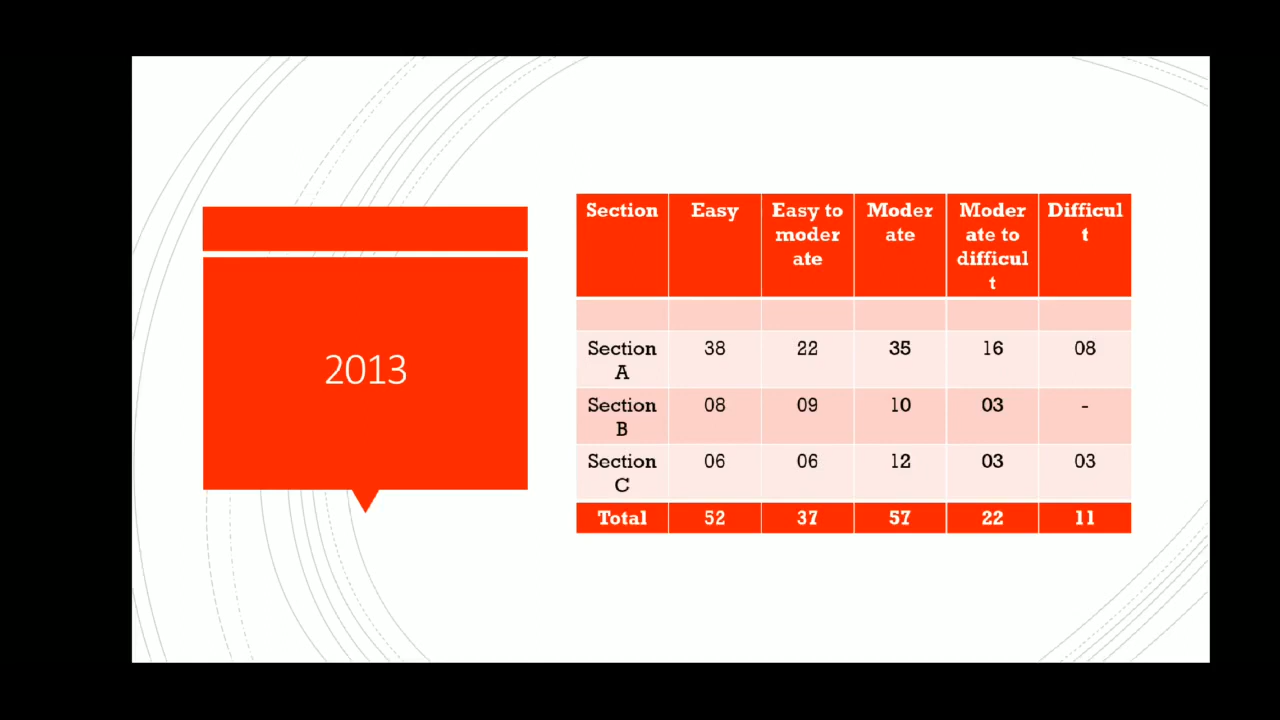 2013
Section Easy Easy to moder ate Moder ate Moder ate to difficul t Difficul t
Section A 38 22 35 16 08
Section B 08 09 10 03 -
Section C 06 06 12 03 03
Total 52 37 57 22 11